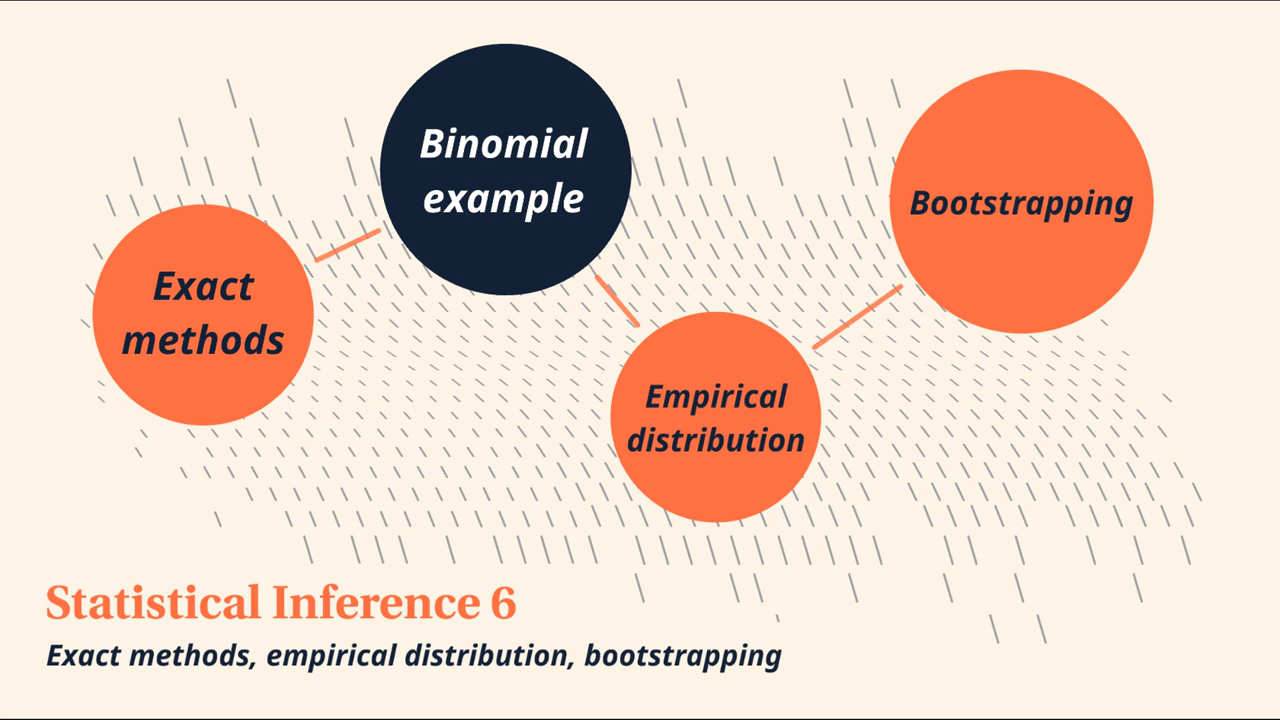 Exact
methods
Binomial
example
Empirical
distribution
Bootstrapping
Statistical Inference 6
Exact methods, empirical distribution, bootstrapping